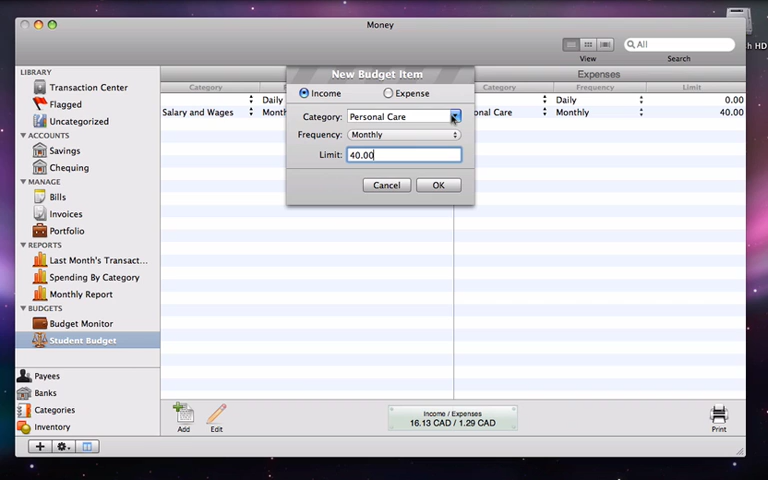 Money
sh HD
All
View
Search
LIBRARY
Transaction Center
Flagged
Uncategorized
ACCOUNTS
Savings
Chequing
MANAGE
Bills
Invoices
Portfolio
REPORTS
Last Month's Transact...
Spending By Category
Monthly Report
BUDGETS
Budget Monitor
Student Budget
Payees
Banks
Categories
Inventory
Expenses
Category
Category
Frequency
Limit
Daily
Daily
0.00
Salary and Wages
Month
onal Care
Monthly
40.00
New Budget Item
Income
Expense
Category:
Personal Care
Frequency:
Monthly
Limit:
40.00
Cancel
OK
Add
Edit
Income / Expenses
16.13 CAD / 1.29 CAD
Print